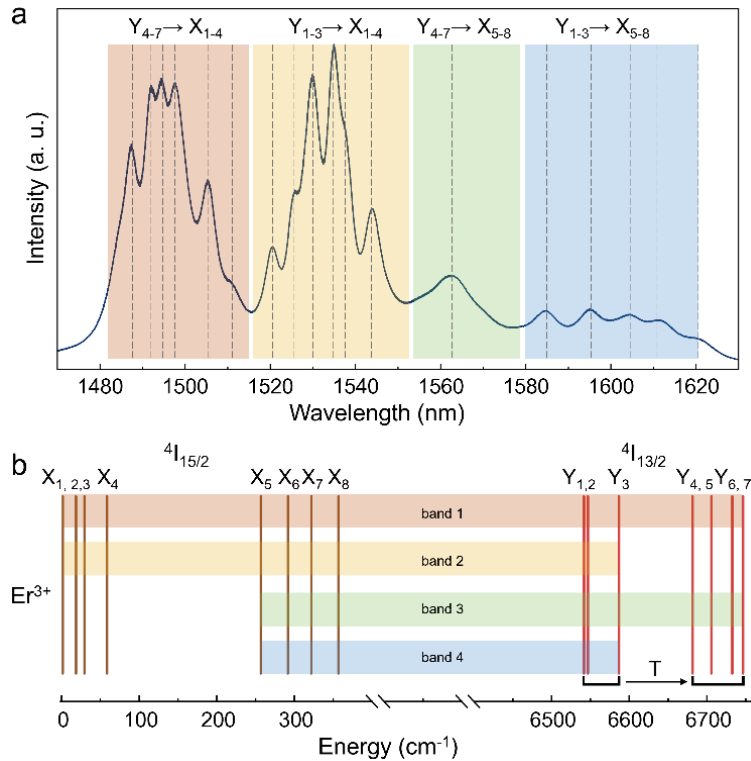 a
Y₄₋₇→ X₁₋₄ Y₁₋₃→ X₁₋₄ Y₄₋₇→ X₅₋₈ Y₁₋₃→ X₅₋₈
Intensity (a. u.)
1480 1500 1520 1540 1560 1580 1600 1620
Wavelength (nm)
b
⁴I₁₅/₂ ⁴I₁₃/₂
X₁, ₂,₃ X₄ X₅ X₆ X₇ X₈ Y₁,₂ Y₃ Y₄, ₅ Y₆, ₇
band 1
band 2
Er³⁺
band 3
band 4
T
0 100 200 300 6500 6600 6700
Energy (cm⁻¹)